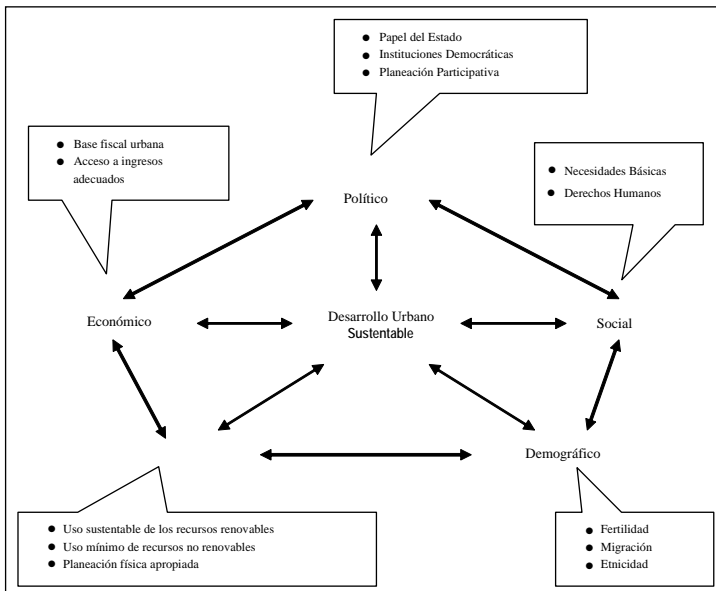 ● Papel del Estado
● Instituciones Democráticas
● Planeación Participativa
● Base fiscal urbana
● Acceso a ingresos
adecuados
● Necesidades Básicas
● Derechos Humanos
Político
Económico
Desarrollo Urbano
Sustentable
Social
Demográfico
● Uso sustentable de los recursos renovables
● Uso mínimo de recursos no renovables
● Planeación física apropiada
● Fertilidad
● Migración
● Etnicidad